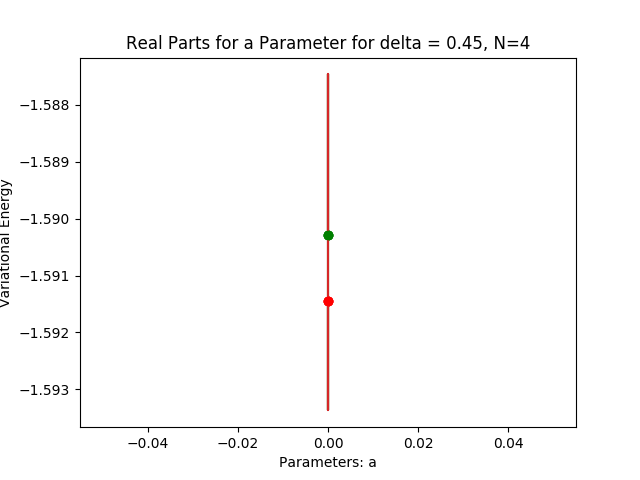 Real Parts for a Parameter for delta = 0.45, N=4
Variational Energy
−1.588
−1.589
−1.590
−1.591
−1.592
−1.593
−0.04 −0.02 0.00 0.02 0.04
Parameters: a